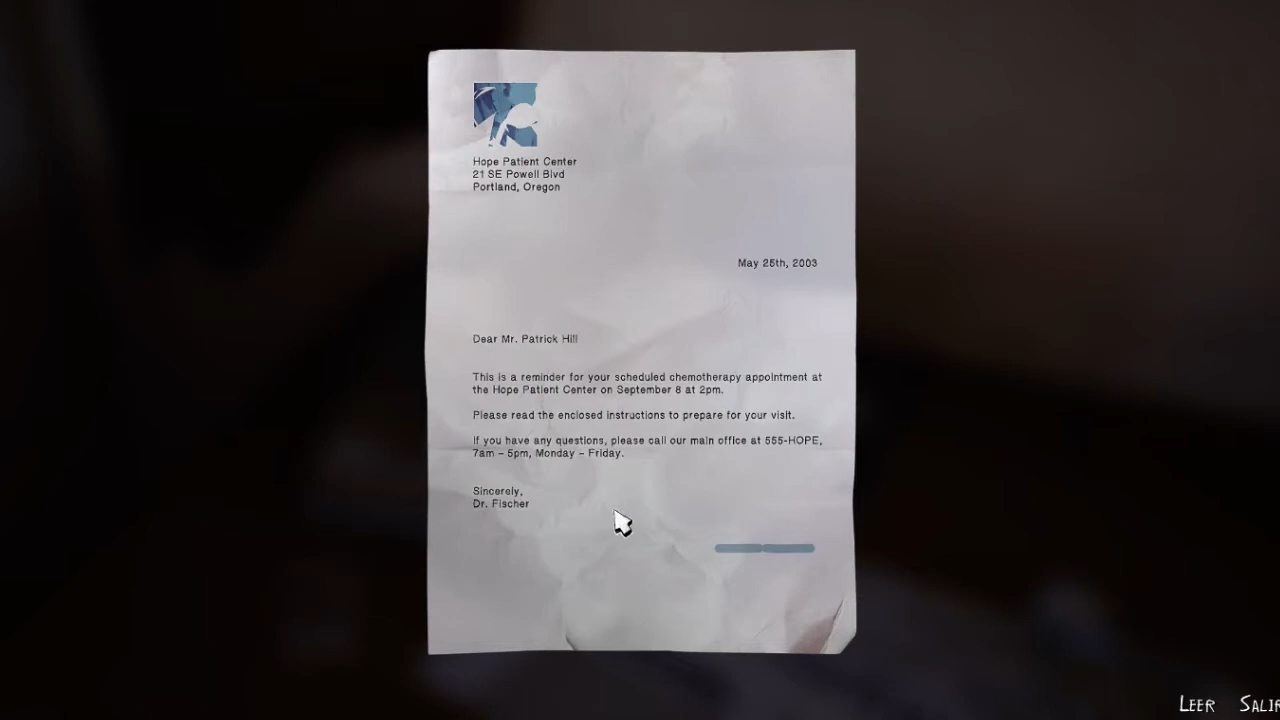 Hope Patient Center
21 SE Powell Blvd
Portland, Oregon
May 25th, 2003
Dear Mr. Patrick Hill
This is a reminder for your scheduled chemotherapy appointment at
the Hope Patient Center on September 8 at 2pm.
Please read the enclosed instructions to prepare for your visit.
If you have any questions, please call our main office at 555-HOPE,
7am – 5pm, Monday – Friday.
Sincerely,
Dr. Fischer
Leer Salir